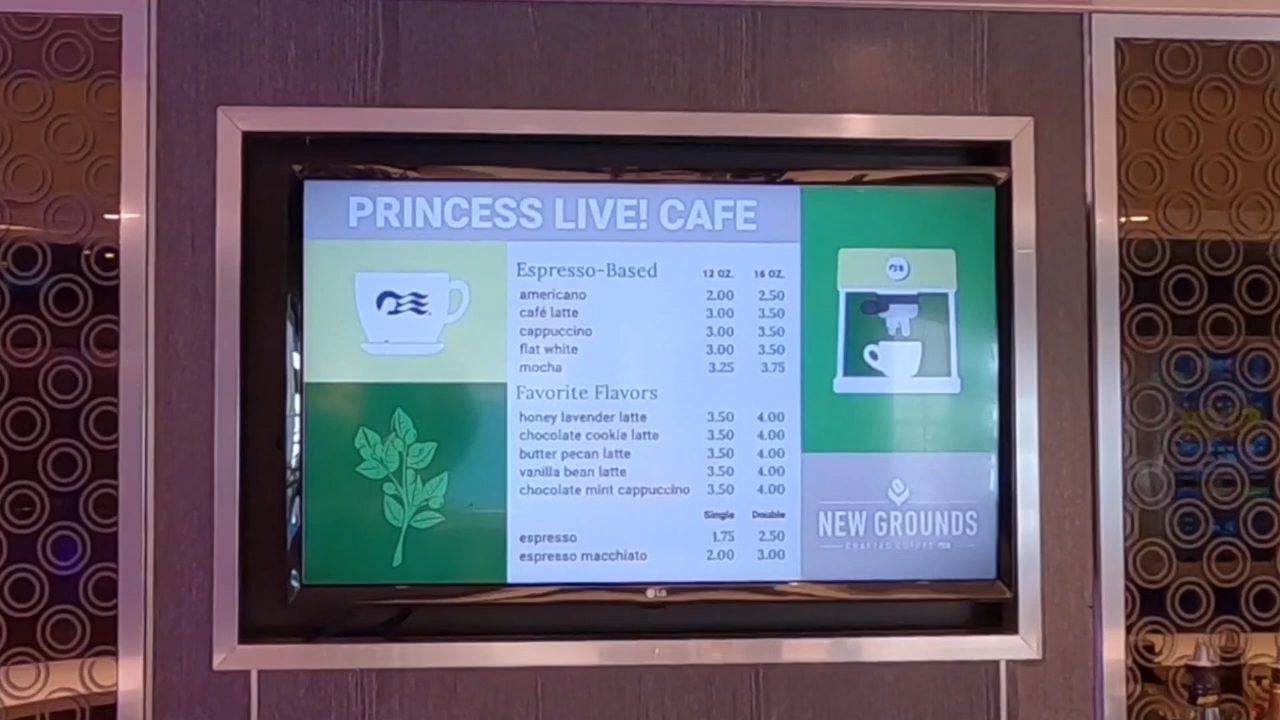 PRINCESS LIVE! CAFE
Espresso-Based 12 OZ. 16 OZ.
americano 2.00 2.50
café latte 3.00 3.50
cappuccino 3.00 3.50
flat white 3.00 3.50
mocha 3.25 3.75
Favorite Flavors
honey lavender latte 3.50 4.00
chocolate cookie latte 3.50 4.00
butter pecan latte 3.50 4.00
vanilla bean latte 3.50 4.00
chocolate mint cappuccino 3.50 4.00
Single Double
espresso 1.75 2.50
espresso macchiato 2.00 3.00
NEW GROUNDS
CRAFTED COFFEE
LG